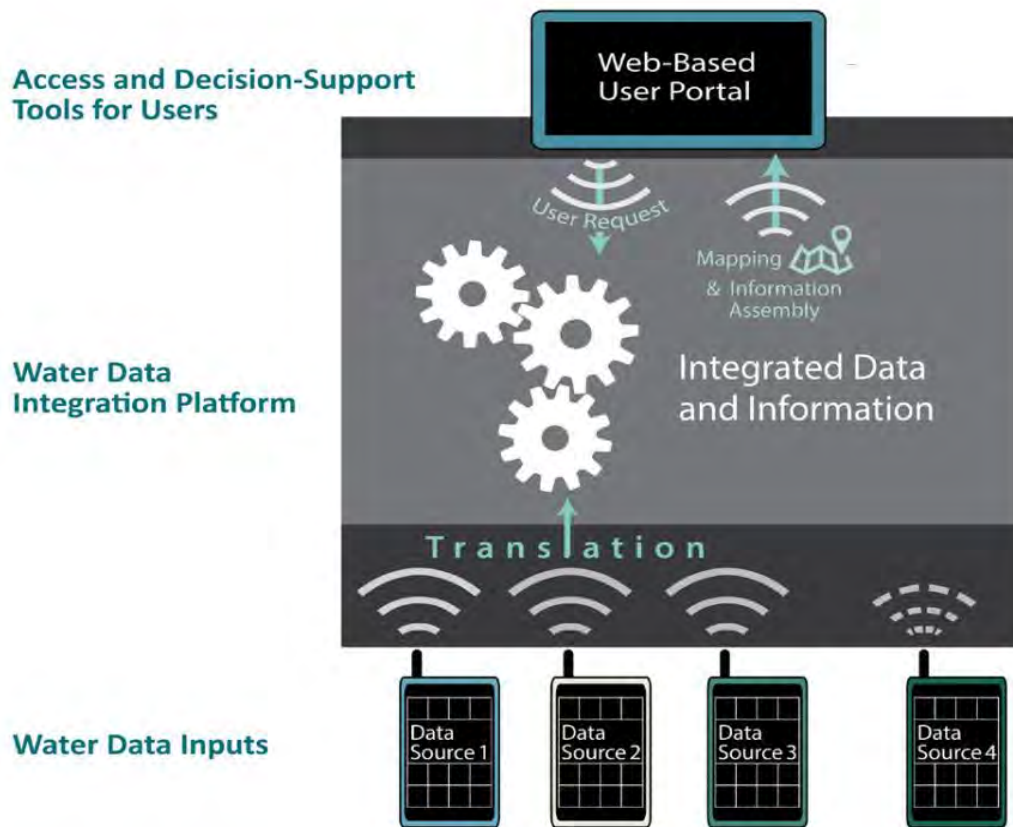 Access and Decision-Support
Tools for Users
Web-Based
User Portal
User Request
Mapping
& Information
Assembly
Water Data
Integration Platform
Integrated Data
and Information
Translation
Water Data Inputs
Data
Source 1
Data
Source 2
Data
Source 3
Data
Source 4